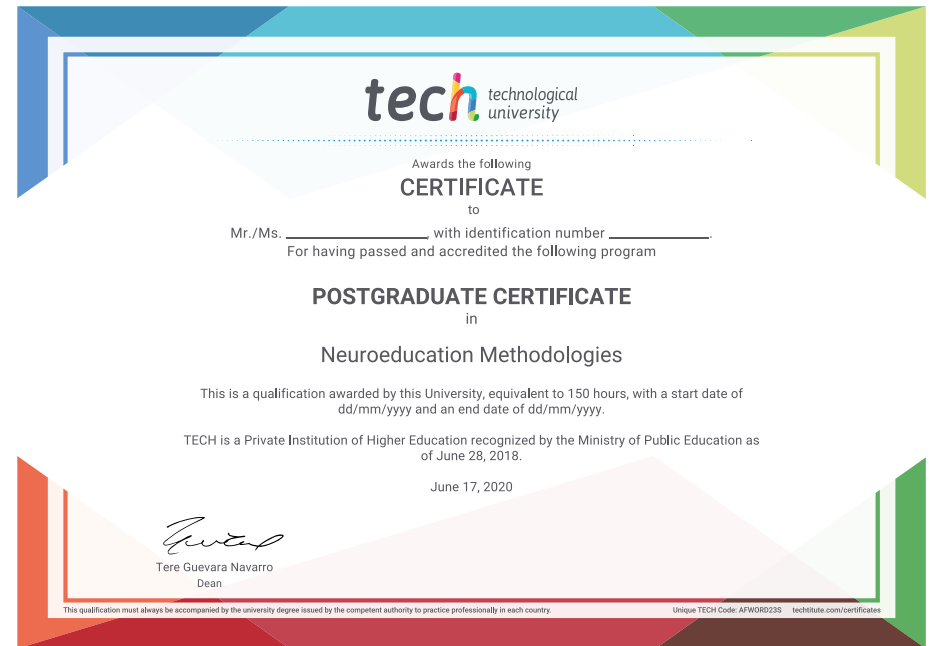 tech technological
university
Awards the following
CERTIFICATE
to
Mr./Ms. ____________________, with identification number ______________.
For having passed and accredited the following program
POSTGRADUATE CERTIFICATE
in
Neuroeducation Methodologies
This is a qualification awarded by this University, equivalent to 150 hours, with a start date of
dd/mm/yyyy and an end date of dd/mm/yyyy.
TECH is a Private Institution of Higher Education recognized by the Ministry of Public Education as
of June 28, 2018.
June 17, 2020
Tere Guevara Navarro
Dean
This qualification must always be accompanied by the university degree issued by the competent authority to practice professionally in each country. Unique TECH Code: AFWORD23S techtitute.com/certificates